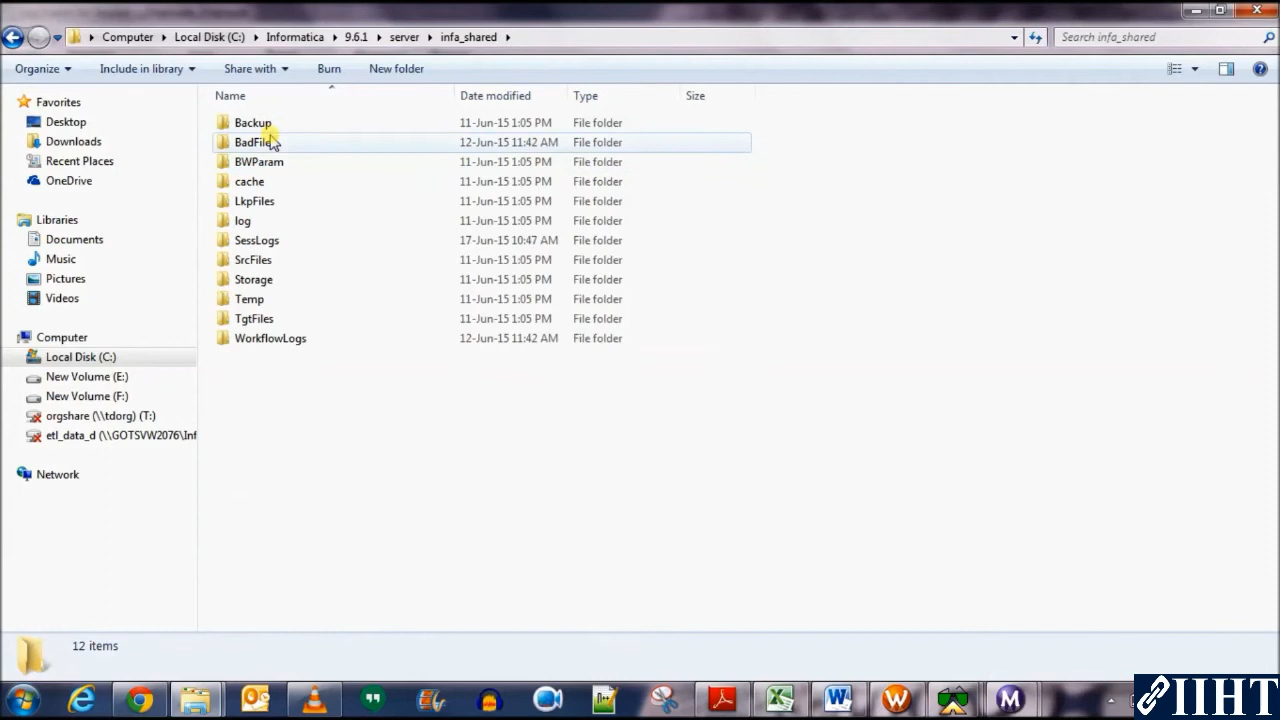 Computer Local Disk (C:) Informatica 9.6.1 server infa_shared
Search infa_shared
Organize Include in library Share with Burn New folder
Name Date modified Type Size
Favorites
Desktop
Downloads
Recent Places
OneDrive
Libraries
Documents
Music
Pictures
Videos
Computer
Local Disk (C:)
New Volume (E:)
New Volume (F:)
orgshare (\\tdorg) (T:)
etl_data_d (\\GOTSVW2076\Inf
Network
Backup 11-Jun-15 1:05 PM File folder
BadFile 12-Jun-15 11:42 AM File folder
BWParam 11-Jun-15 1:05 PM File folder
cache 11-Jun-15 1:05 PM File folder
LkpFiles 11-Jun-15 1:05 PM File folder
log 11-Jun-15 1:05 PM File folder
SessLogs 17-Jun-15 10:47 AM File folder
SrcFiles 11-Jun-15 1:05 PM File folder
Storage 11-Jun-15 1:05 PM File folder
Temp 11-Jun-15 1:05 PM File folder
TgtFiles 11-Jun-15 1:05 PM File folder
WorkflowLogs 12-Jun-15 11:42 AM File folder
12 items
IIHT